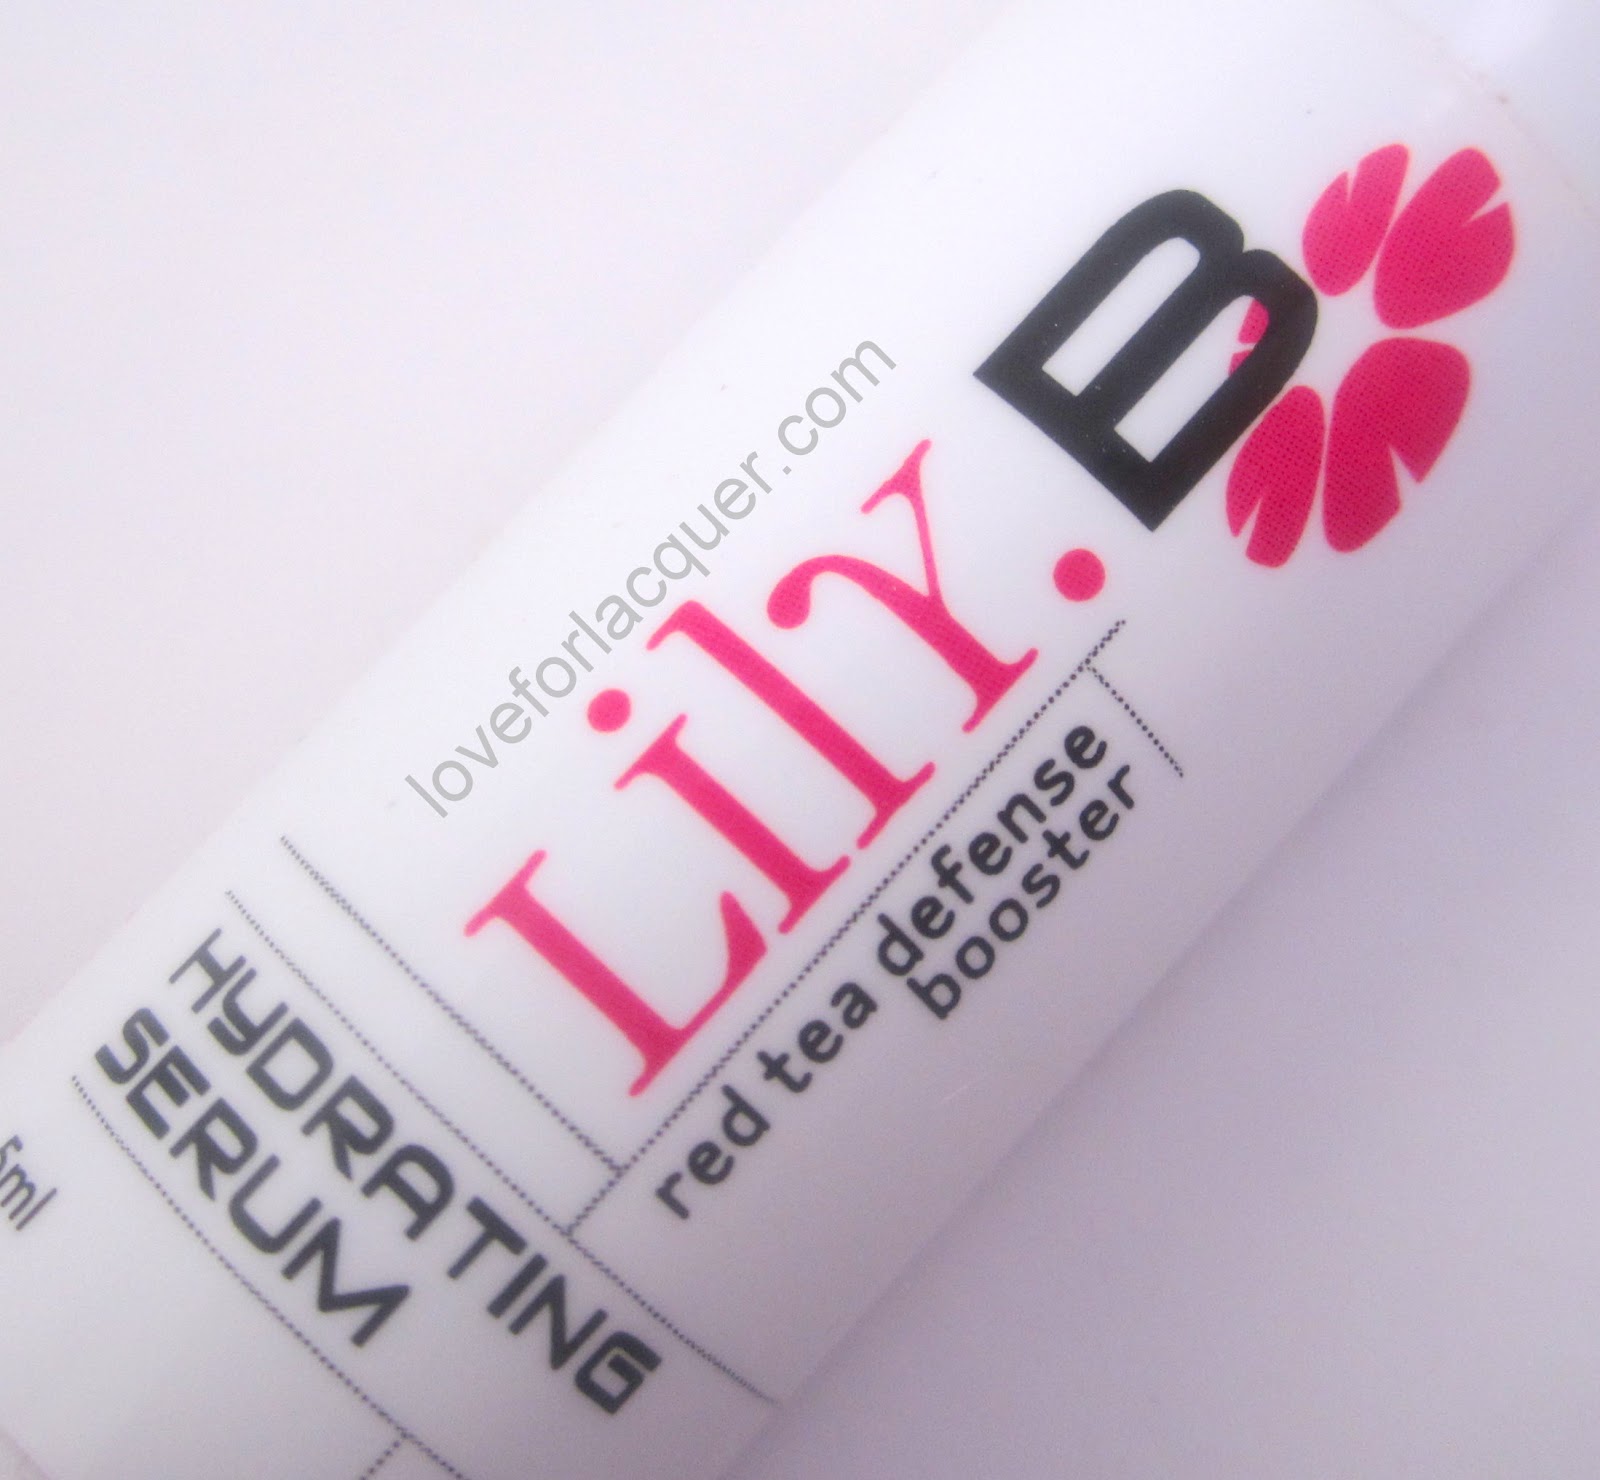 LilY.B
red tea defense
booster
HYDRATING
SERUM
loveforlacquer.com